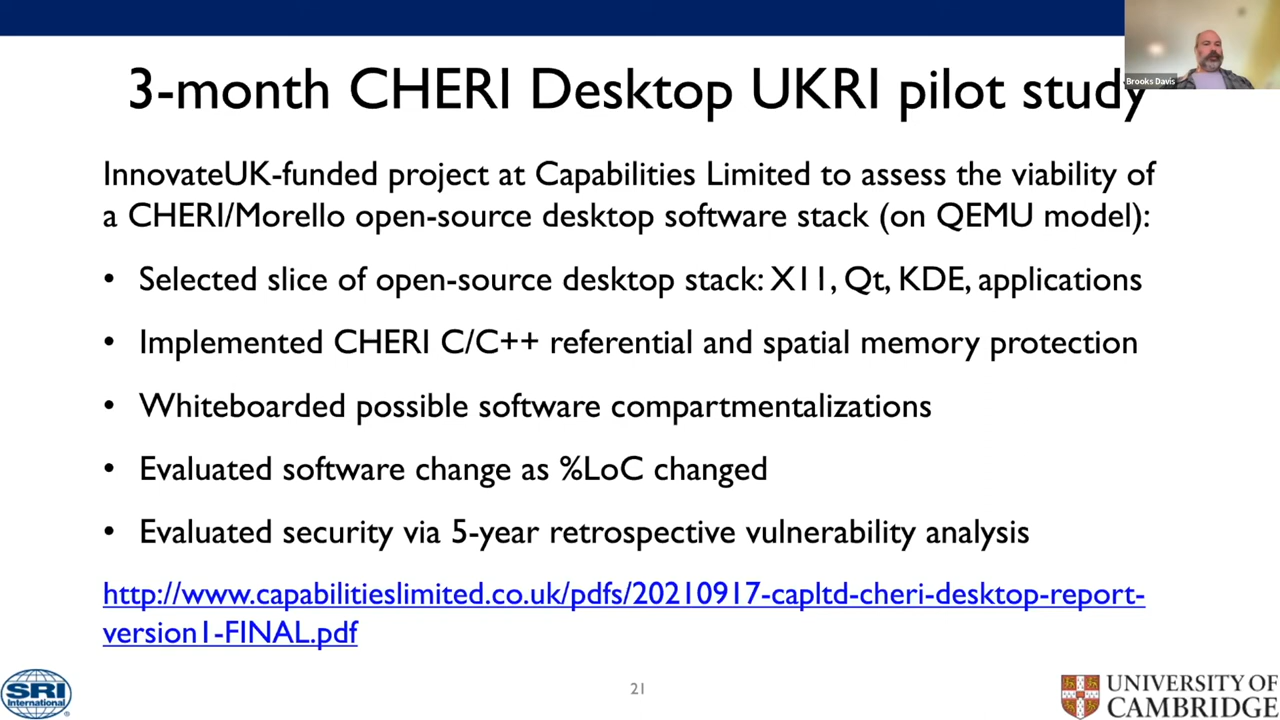 3-month CHERI Desktop UKRI pilot study
Brooks Davis
InnovateUK-funded project at Capabilities Limited to assess the viability of
a CHERI/Morello open-source desktop software stack (on QEMU model):
• Selected slice of open-source desktop stack: X11, Qt, KDE, applications
• Implemented CHERI C/C++ referential and spatial memory protection
• Whiteboarded possible software compartmentalizations
• Evaluated software change as %LoC changed
• Evaluated security via 5-year retrospective vulnerability analysis
http://www.capabilitieslimited.co.uk/pdfs/20210917-capltd-cheri-desktop-report-
version1-FINAL.pdf
SRI
International
®
21
UNIVERSITY OF
CAMBRIDGE